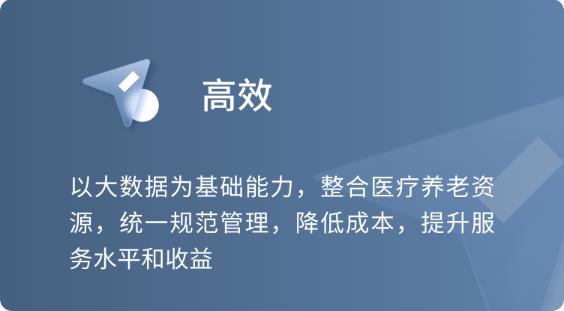 高效
以大数据为基础能力，整合医疗养老资
源，统一规范管理，降低成本，提升服
务水平和收益